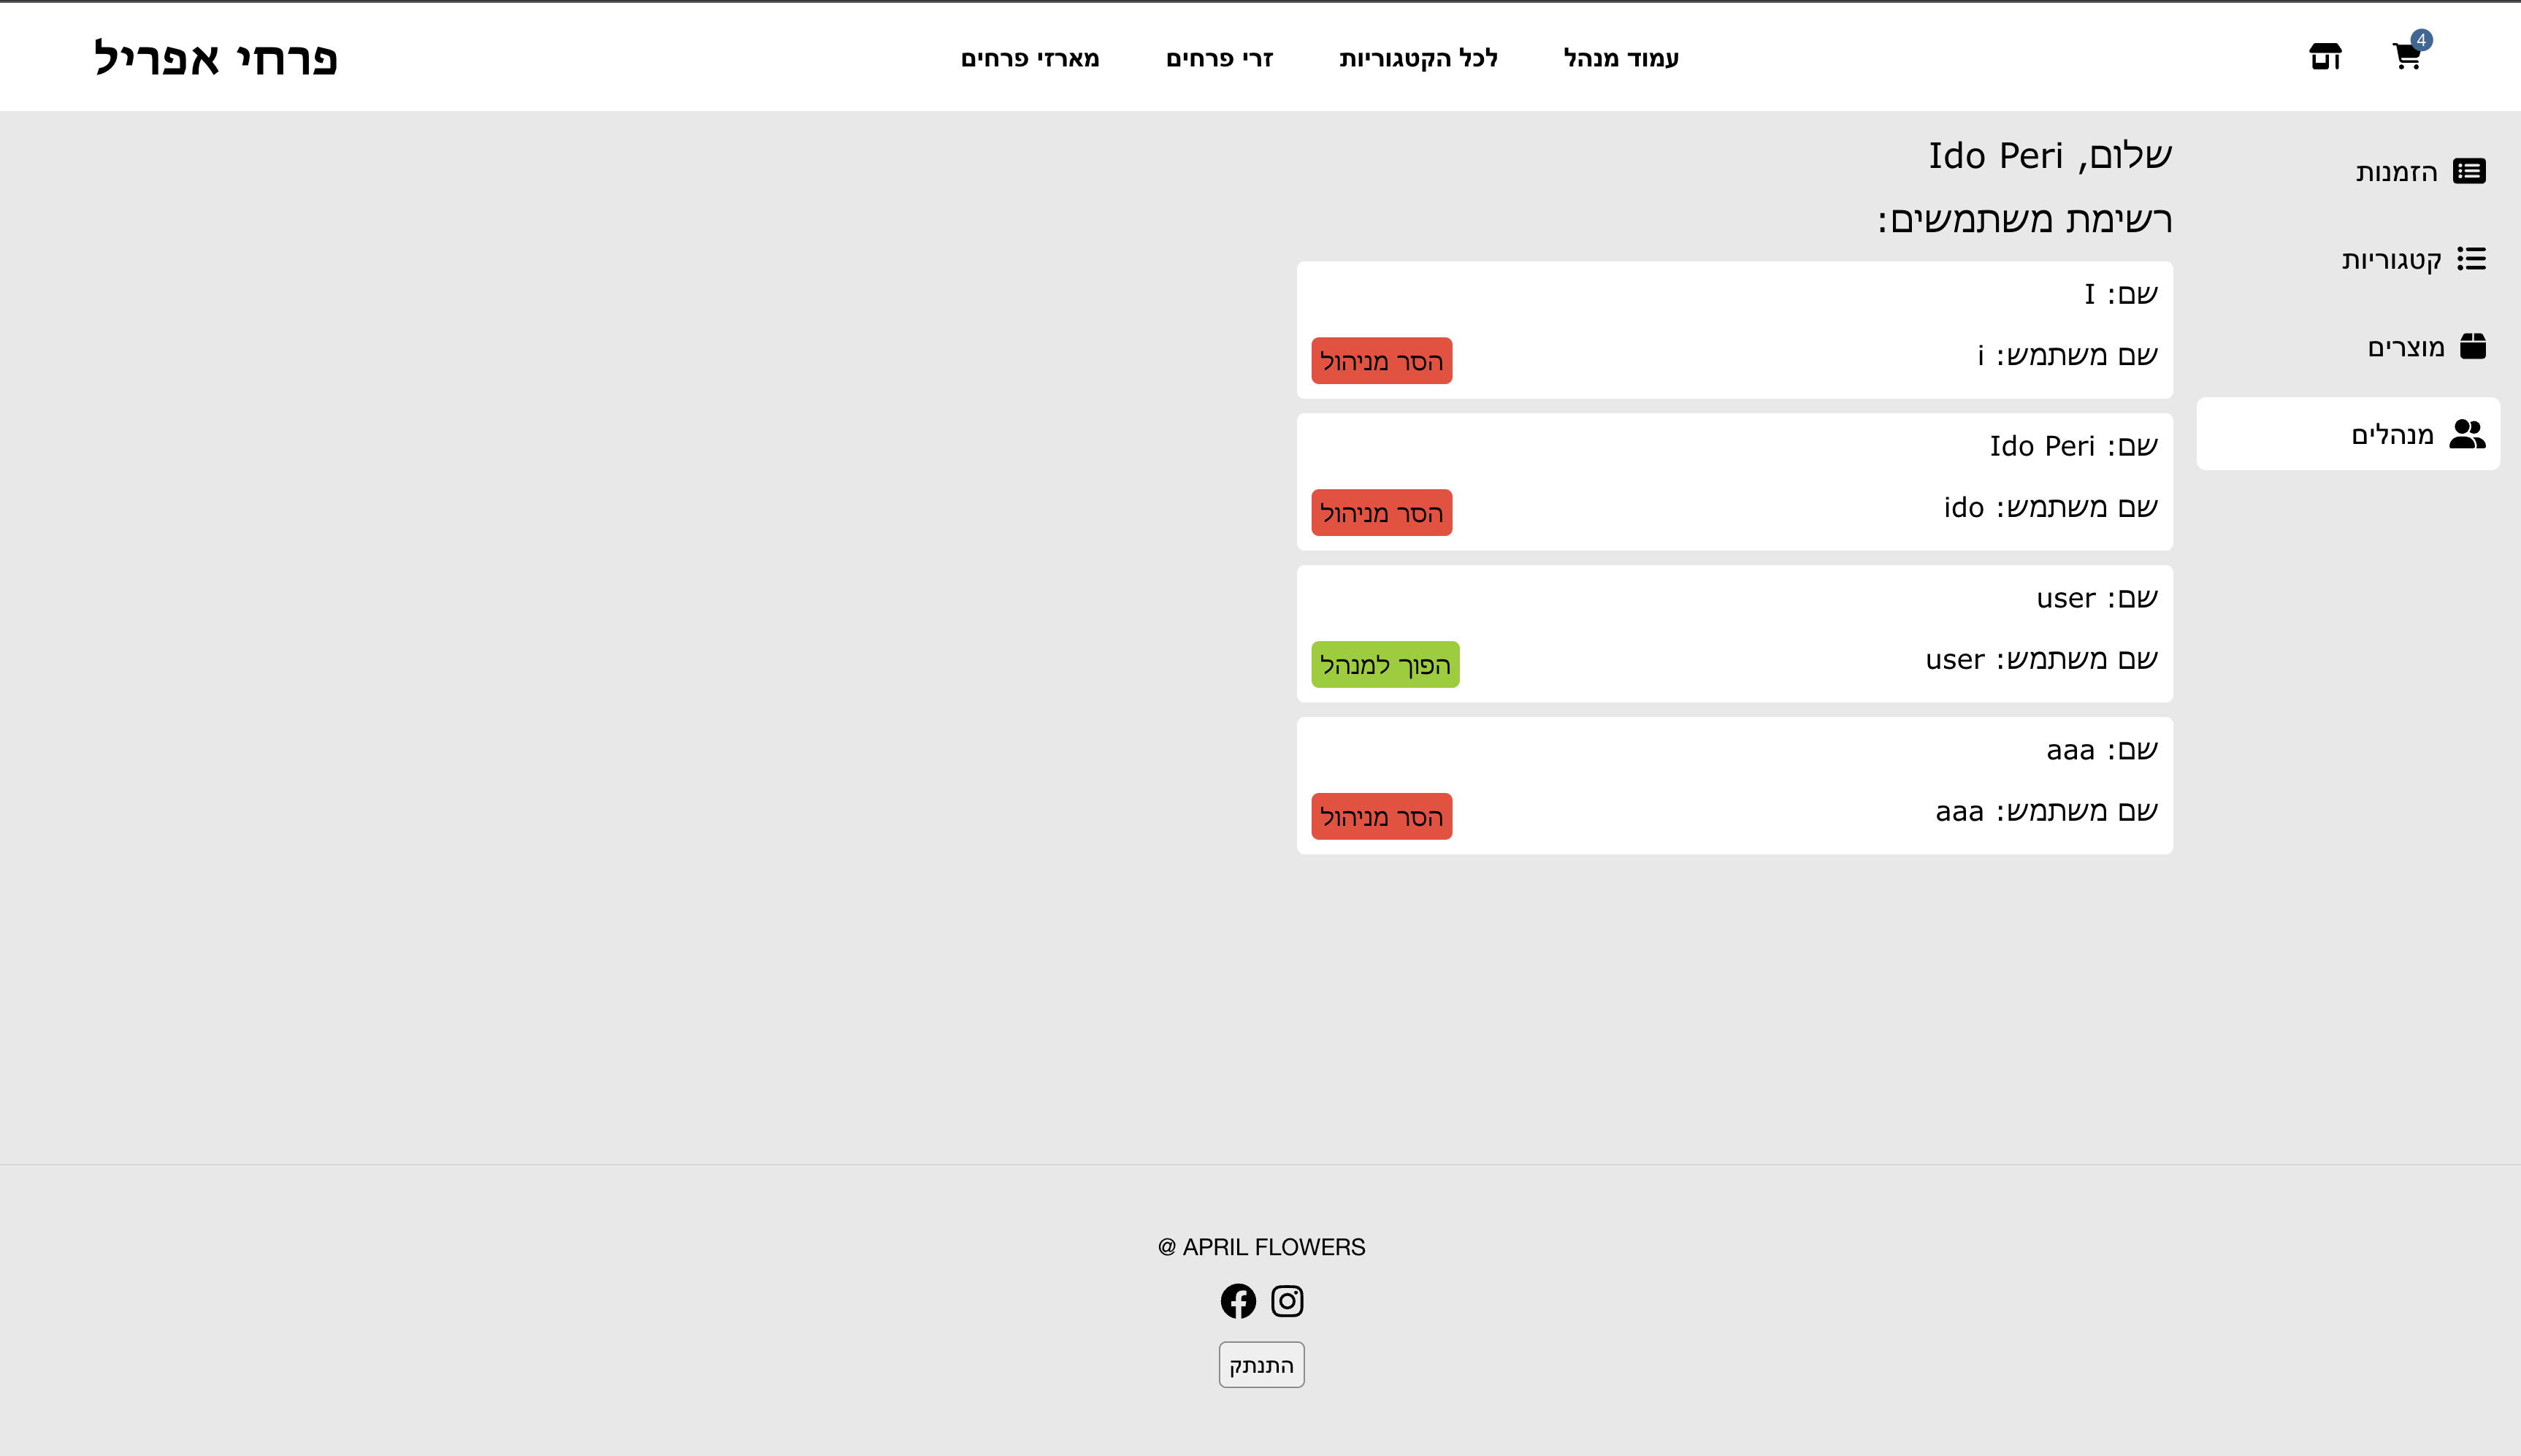 4
עמוד מנהל
לכל הקטגוריות
זרי פרחים
מארזי פרחים
פרחי אפריל
הזמנות
קטגוריות
מוצרים
מנהלים
שלום, Ido Peri
רשימת משתמשים:
שם: I
שם משתמש: i
הסר מניהול
שם: Ido Peri
שם משתמש: ido
הסר מניהול
שם: user
שם משתמש: user
הפוך למנהל
שם: aaa
שם משתמש: aaa
הסר מניהול
@ APRIL FLOWERS
התנתק